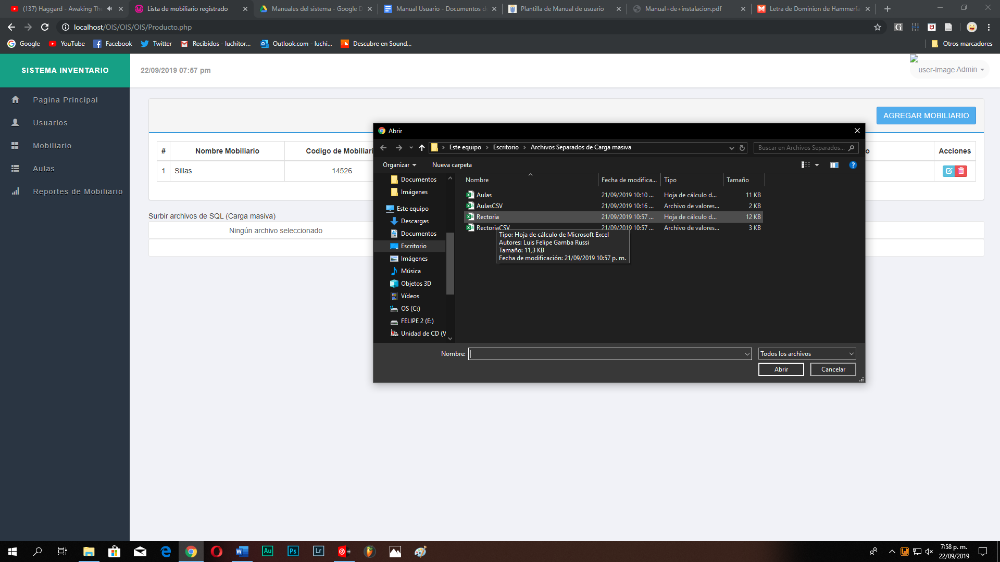 (137) Haggard - Awaking The
Lista de mobiliario registrado
Manuales del sistema - Google D
Manual Usuario - Documentos de
Plantilla de Manual de usuario
Manual+de+instalacion.pdf
Letra de Dominion de Hammerfa
localhost/OIS/OIS/OIS/Producto.php
Google
YouTube
Facebook
Twitter
Recibidos - luchitor...
Outlook.com - luchi...
Descubre en Sound...
Otros marcadores
SISTEMA INVENTARIO
22/09/2019 07:57 pm
user-image Admin
Pagina Principal
Usuarios
Mobiliario
Aulas
Reportes de Mobiliario
AGREGAR MOBILIARIO
# Nombre Mobiliario Codigo de Mobiliari o Acciones
1 Sillas 14526
Surbir archivos de SQL (Carga masiva)
Ningún archivo seleccionado
Abrir
Este equipo › Escritorio › Archivos Separados de Carga masiva
Buscar en Archivos Separados...
Organizar
Nueva carpeta
Documentos
Imágenes
Este equipo
Descargas
Documentos
Escritorio
Imágenes
Música
Objetos 3D
Vídeos
OS (C:)
FELIPE 2 (E:)
Unidad de CD (V
Nombre Fecha de modifica... Tipo Tamaño
Aulas 21/09/2019 10:10 ... Hoja de cálculo d... 11 KB
AulasCSV 21/09/2019 10:16 ... Archivo de valores... 2 KB
Rectoria 21/09/2019 10:57 ... Hoja de cálculo d... 12 KB
RectoriaCSV 21/09/2019 10:57 ... Archivo de valores... 3 KB
Tipo: Hoja de cálculo de Microsoft Excel
Autores: Luis Felipe Gamba Russi
Tamaño: 11,3 KB
Fecha de modificación: 21/09/2019 10:57 p. m.
Nombre:
Todos los archivos
Abrir
Cancelar
Au
Ps
Lr
7:58 p. m.
22/09/2019